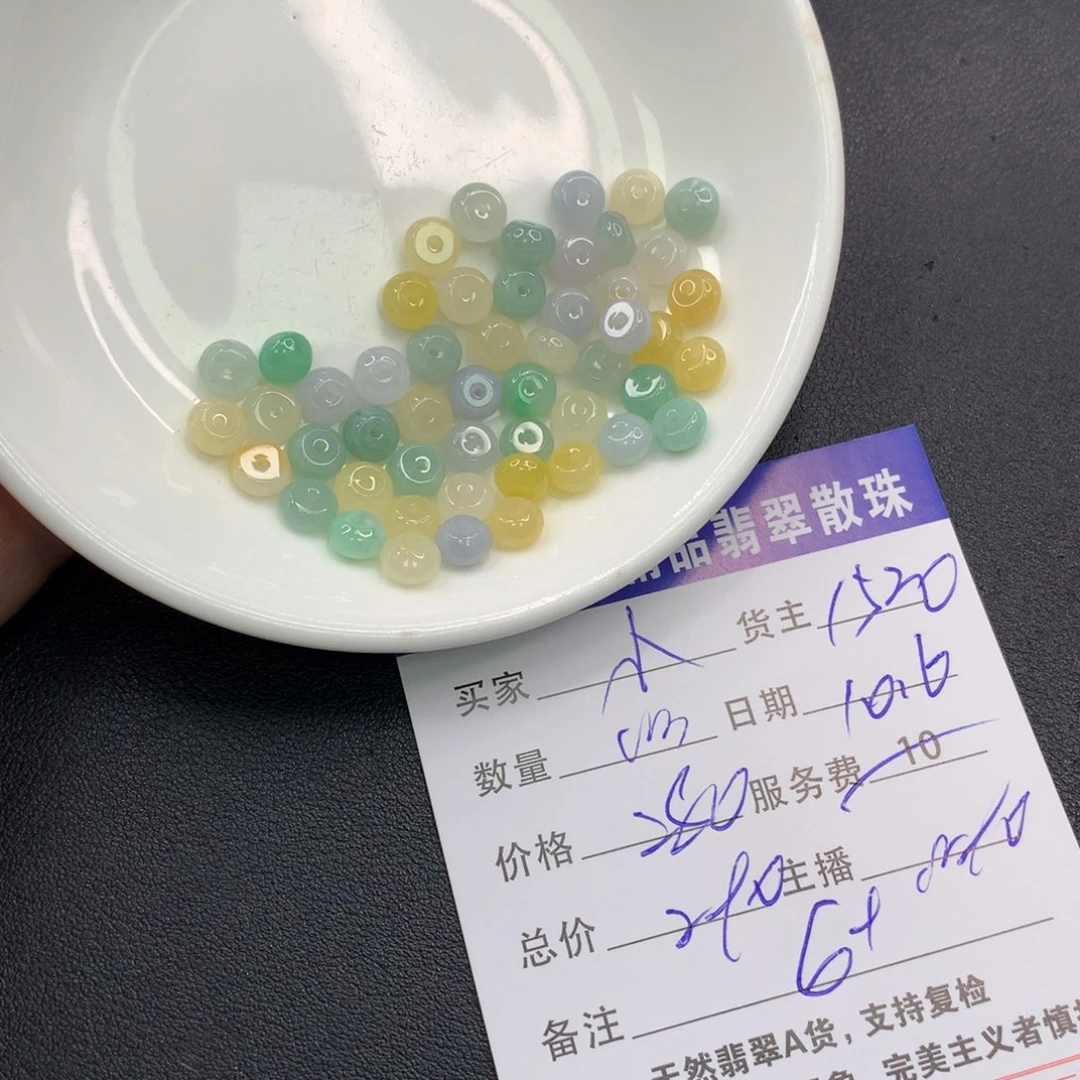 品翡翠散珠
买家 货主 1520
数量 日期 10.6
价格 280 服务费 10
总价 主播
备注 6+
天然翡翠A货，支持复检
完美主义者慎